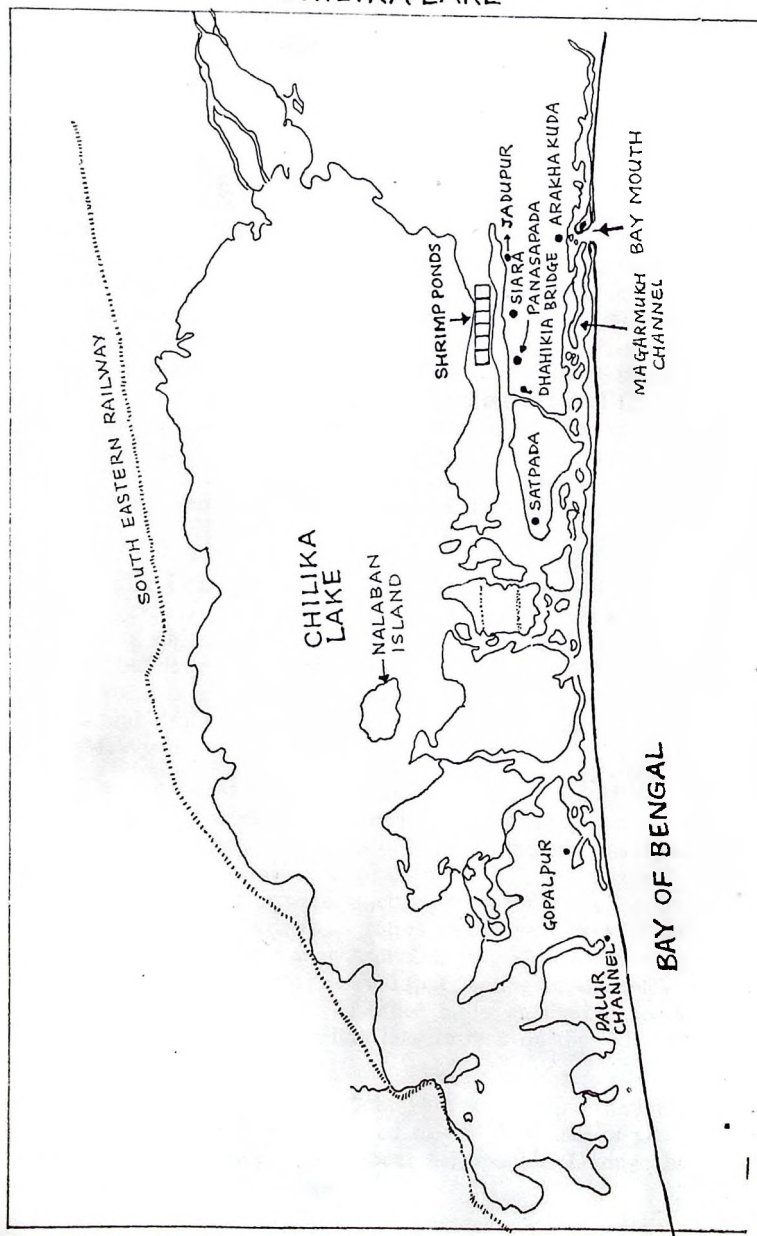 CHILIKA LAKE
SOUTH EASTERN RAILWAY
CHILIKA
LAKE
NALABAN
ISLAND
SHRIMP PONDS
JADUPUR
SIARA
PANASAPADA
DHAHIKIA
BRIDGE
ARAKHA KUDA
SATPADA
BAY MOUTH
MAGARMUKH
CHANNEL
GOPALPUR
PALUR
CHANNEL
BAY OF BENGAL